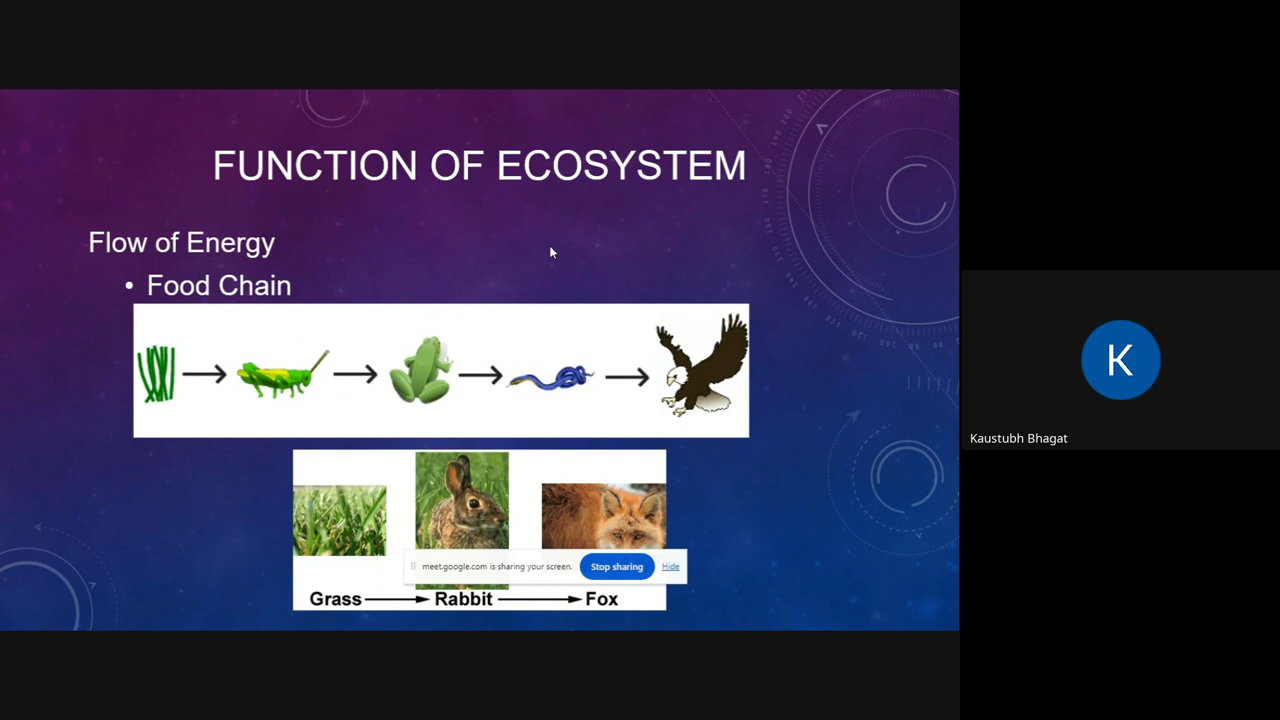 FUNCTION OF ECOSYSTEM
Flow of Energy
• Food Chain
meet.google.com is sharing your screen.
Stop sharing
Hide
Grass
Rabbit
Fox
K
Kaustubh Bhagat